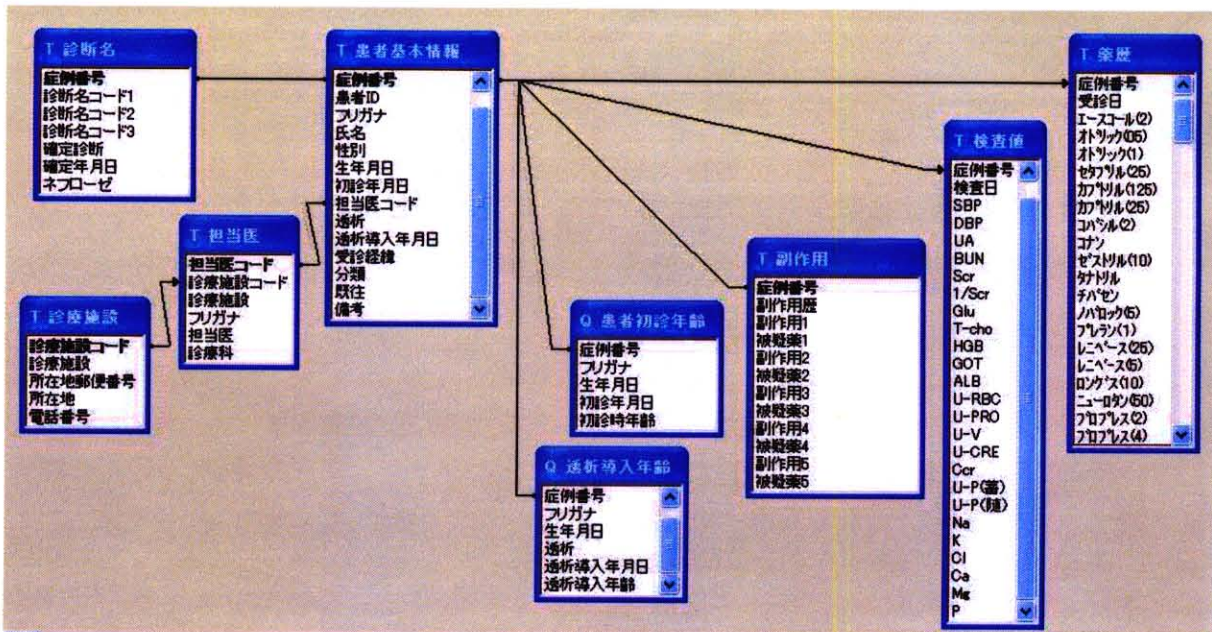 T 診断名
症例番号
診断名コード1
診断名コード2
診断名コード3
確定診断
確定年月日
ネフローゼ
T 患者基本情報
症例番号
患者ID
フリガナ
氏名
性別
生年月日
初診年月日
担当医コード
透析
透析導入年月日
受診経緯
分類
既往
備考
T 担当医
担当医コード
診療施設コード
診療施設
フリガナ
担当医
診療科
T 診療施設
診療施設コード
診療施設
所在地郵便番号
所在地
電話番号
Q 患者初診年齢
症例番号
フリガナ
生年月日
初診年月日
初診時年齢
Q 透析導入年齢
症例番号
フリガナ
生年月日
透析
透析導入年月日
透析導入年齢
T 副作用
症例番号
副作用歴
副作用1
被疑薬1
副作用2
被疑薬2
副作用3
被疑薬3
副作用4
被疑薬4
副作用5
被疑薬5
T 検査値
症例番号
検査日
SBP
DBP
UA
BUN
Scr
1/Scr
Glu
T-cho
HGB
GOT
ALB
U-RBC
U-PRO
U-V
U-CRE
Ccr
U-P(蓄)
U-P(随)
Na
K
Cl
Ca
Mg
P
T 薬歴
症例番号
受診日
エースコール(2)
オドリック(05)
オドリック(1)
セタプリル(25)
カプトリル(125)
カプトリル(25)
コバシル(2)
コナン
ゼストリル(10)
タナトリル
チバセン
ノバロック(5)
プレラン(1)
レニベース(25)
レニベース(5)
ロンゲス(10)
ニューロタン(50)
ブロプレス(2)
ブロプレス(4)